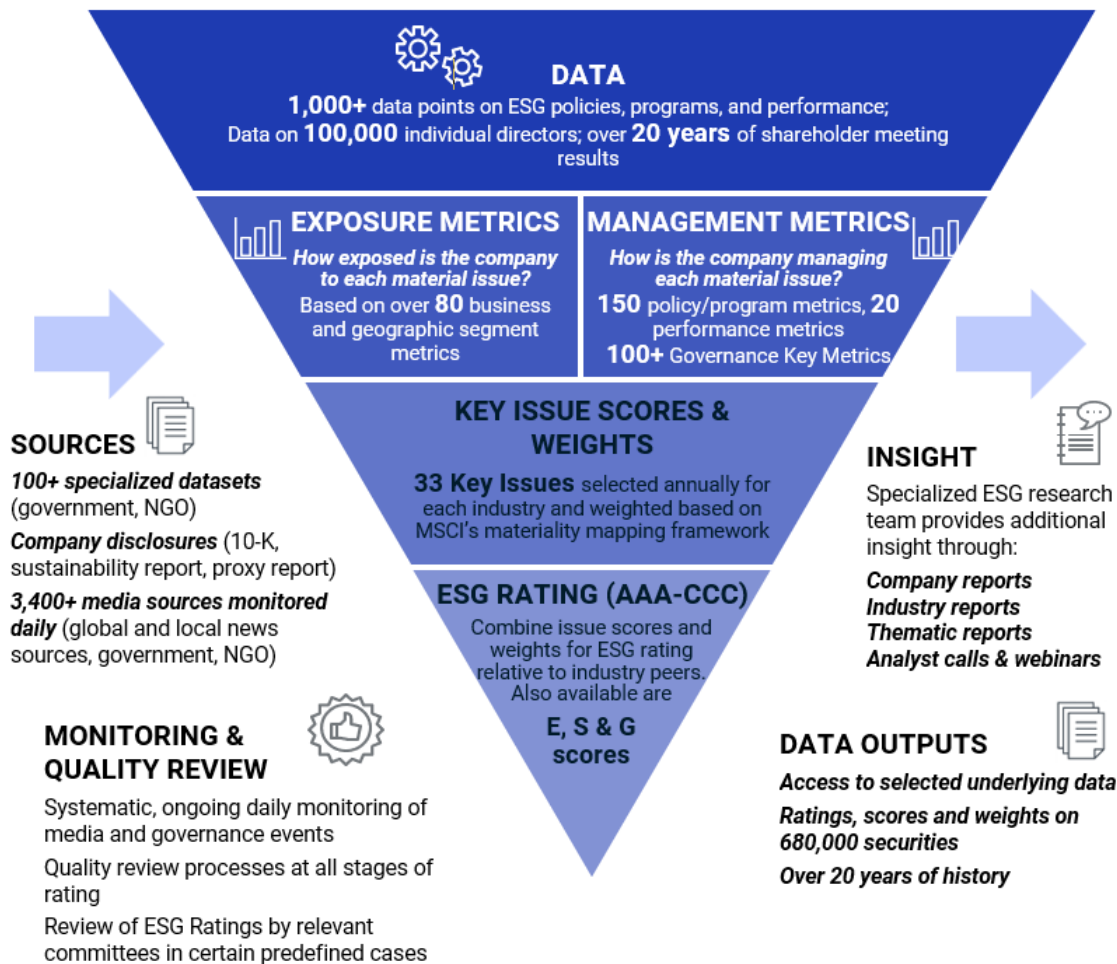 DATA
1,000+ data points on ESG policies, programs, and performance;
Data on 100,000 individual directors; over 20 years of shareholder meeting
results
EXPOSURE METRICS
How exposed is the company
to each material issue?
Based on over 80 business
and geographic segment
metrics
MANAGEMENT METRICS
How is the company managing
each material issue?
150 policy/program metrics, 20
performance metrics
100+ Governance Key Metrics
KEY ISSUE SCORES &
WEIGHTS
33 Key Issues selected annually for
each industry and weighted based on
MSCI's materiality mapping framework
ESG RATING (AAA-CCC)
Combine issue scores and
weights for ESG rating
relative to industry peers.
Also available are
E, S & G
scores
SOURCES
100+ specialized datasets
(government, NGO)
Company disclosures (10-K,
sustainability report, proxy report)
3,400+ media sources monitored
daily (global and local news
sources, government, NGO)
MONITORING &
QUALITY REVIEW
Systematic, ongoing daily monitoring of
media and governance events
Quality review processes at all stages of
rating
Review of ESG Ratings by relevant
committees in certain predefined cases
INSIGHT
Specialized ESG research
team provides additional
insight through:
Company reports
Industry reports
Thematic reports
Analyst calls & webinars
DATA OUTPUTS
Access to selected underlying data
Ratings, scores and weights on
680,000 securities
Over 20 years of history